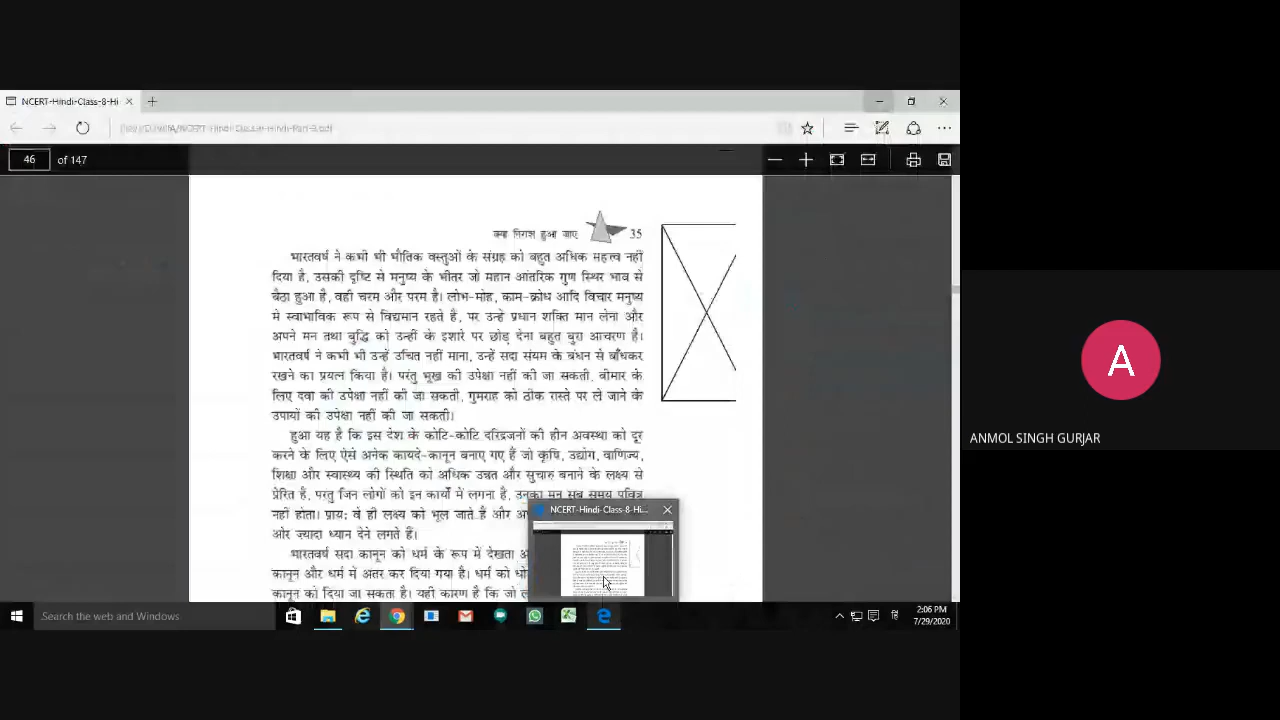 NCERT-Hindi-Class-8-Hi
46 of 147
क्या निराश हुआ जाए 35
भारतवर्ष ने कभी भी भौतिक वस्तुओं के संग्रह को बहुत अधिक महत्त्व नहीं
दिया है, उसकी दृष्टि से मनुष्य के भीतर जो महान आंतरिक गुण स्थिर भाव से
बैठा हुआ है, वही चरम और परम है। लोभ-मोह, काम-क्रोध आदि विचार मनुष्य
में स्वाभाविक रूप से विद्यमान रहते है, पर उन्हें प्रधान शक्ति मान लेना और
अपने मन तथा बुद्धि को उन्हीं के इशारे पर छोड़ देना बहुत बुरा आचरण है।
भारतवर्ष ने कभी भी उन्हें उचित नहीं माना, उन्हें सदा संयम के बंधन से बाँधकर
रखने का प्रयत्न किया है। परंतु भूख की उपेक्षा नहीं की जा सकती, बीमार के
लिए दवा की उपेक्षा नहीं की जा सकती, गुमराह को ठीक रास्ते पर ले जाने के
उपायों की उपेक्षा नहीं की जा सकती।
हुआ यह है कि इस देश के कोटि-कोटि दरिद्रजनों की हीन अवस्था को दूर
करने के लिए ऐसे अनेक कायदे-कानून बनाए गए हैं जो कृषि, उद्योग, वाणिज्य,
शिक्षा और स्वास्थ्य की स्थिति को अधिक उन्नत और सुचारु बनाने के लक्ष्य से
प्रेरित हैं, परंतु जिन लोगों को इन कार्यों में लगना है, उनका मन सब समय पवित्र
नहीं होता। प्राय: वे ही लक्ष्य को भूल जाते हैं और
ओर ज्यादा ध्यान देने लगते हैं।
भारतवर्ष सदा कानून को धर्म के रूप में देखता
कानून और धर्म में अंतर कर दिया गया है। धर्म को
कानून को दिया जा सकता है। यही कारण है कि जो
NCERT-Hindi-Class-8-Hi...
Search the web and Windows
2:06 PM
7/29/2020
A
ANMOL SINGH GURJAR